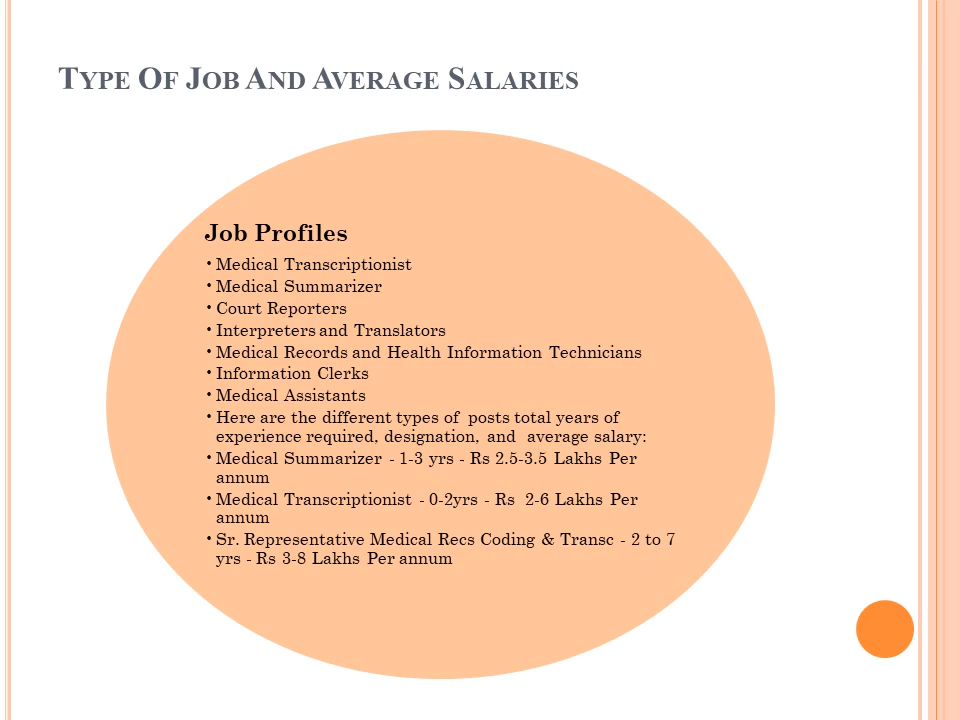 Type Of Job And Average Salaries
Job Profiles
• Medical Transcriptionist
• Medical Summarizer
• Court Reporters
• Interpreters and Translators
• Medical Records and Health Information Technicians
• Information Clerks
• Medical Assistants
• Here are the different types of  posts total years of
experience required, designation, and  average salary:
• Medical Summarizer - 1-3 yrs - Rs 2.5-3.5 Lakhs Per
annum
• Medical Transcriptionist - 0-2yrs - Rs  2-6 Lakhs Per
annum
• Sr. Representative Medical Recs Coding & Transc - 2 to 7
yrs - Rs 3-8 Lakhs Per annum